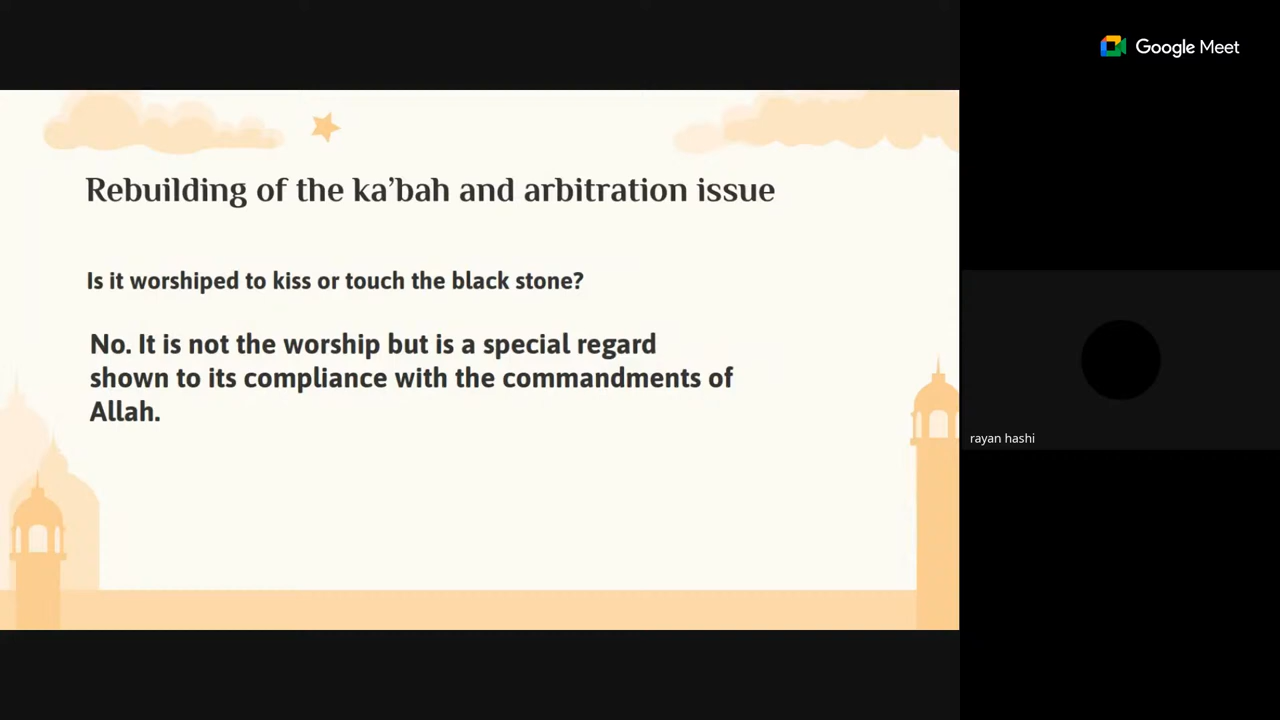 Google Meet
Rebuilding of the ka’bah and arbitration issue
Is it worshiped to kiss or touch the black stone?
No. It is not the worship but is a special regard
shown to its compliance with the commandments of
Allah.
rayan hashi